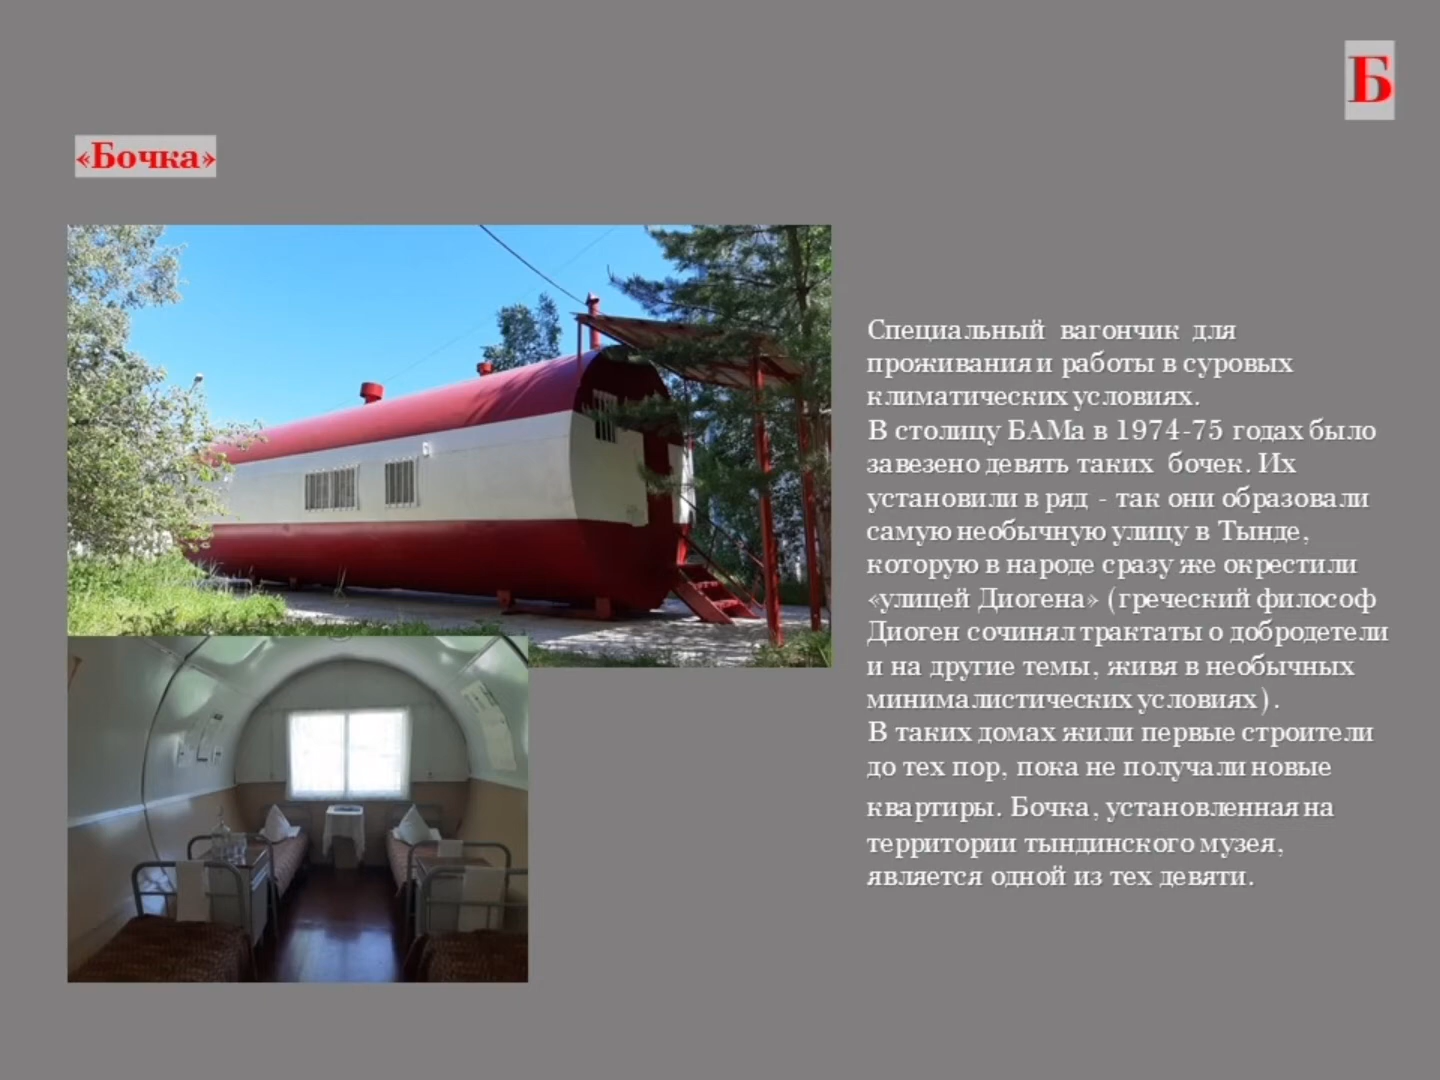 Б
«Бочка»
Специальный вагончик для
проживания и работы в суровых
климатических условиях.
В столицу БАМа в 1974-75 годах было
завезено девять таких бочек. Их
установили в ряд - так они образовали
самую необычную улицу в Тынде,
которую в народе сразу же окрестили
«улицей Диогена» (греческий философ
Диоген сочинял трактаты о добродетели
и на другие темы, живя в необычных
минималистических условиях).
В таких домах жили первые строители
до тех пор, пока не получали новые
квартиры. Бочка, установленная на
территории тындинского музея,
является одной из тех девяти.